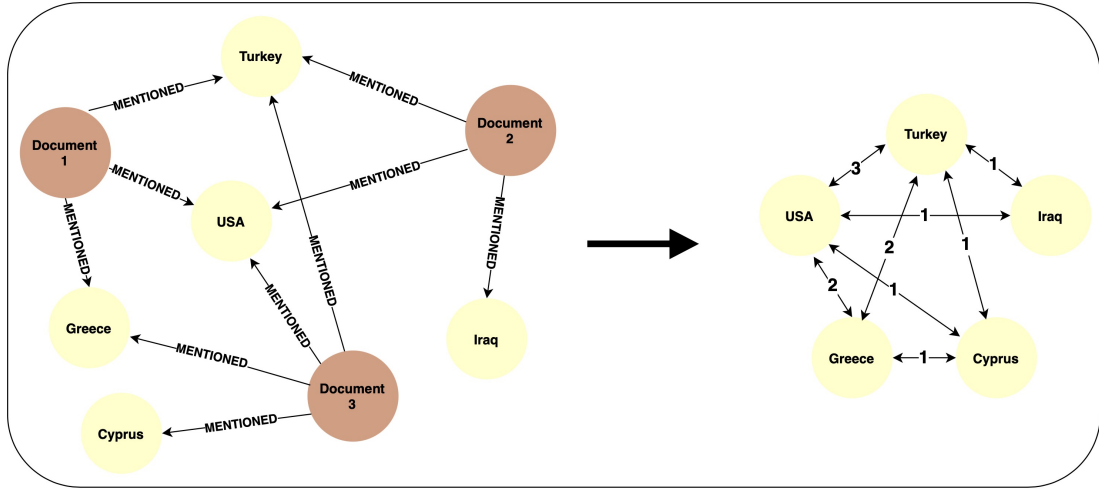 Turkey
MENTIONED
MENTIONED
Document
1
Document
2
MENTIONED
MENTIONED
USA
MENTIONED
MENTIONED
MENTIONED
MENTIONED
Greece
MENTIONED
Iraq
MENTIONED
Document
3
Cyprus
MENTIONED
Turkey
3
1
USA
1
Iraq
2
1
2
1
Greece
1
Cyprus